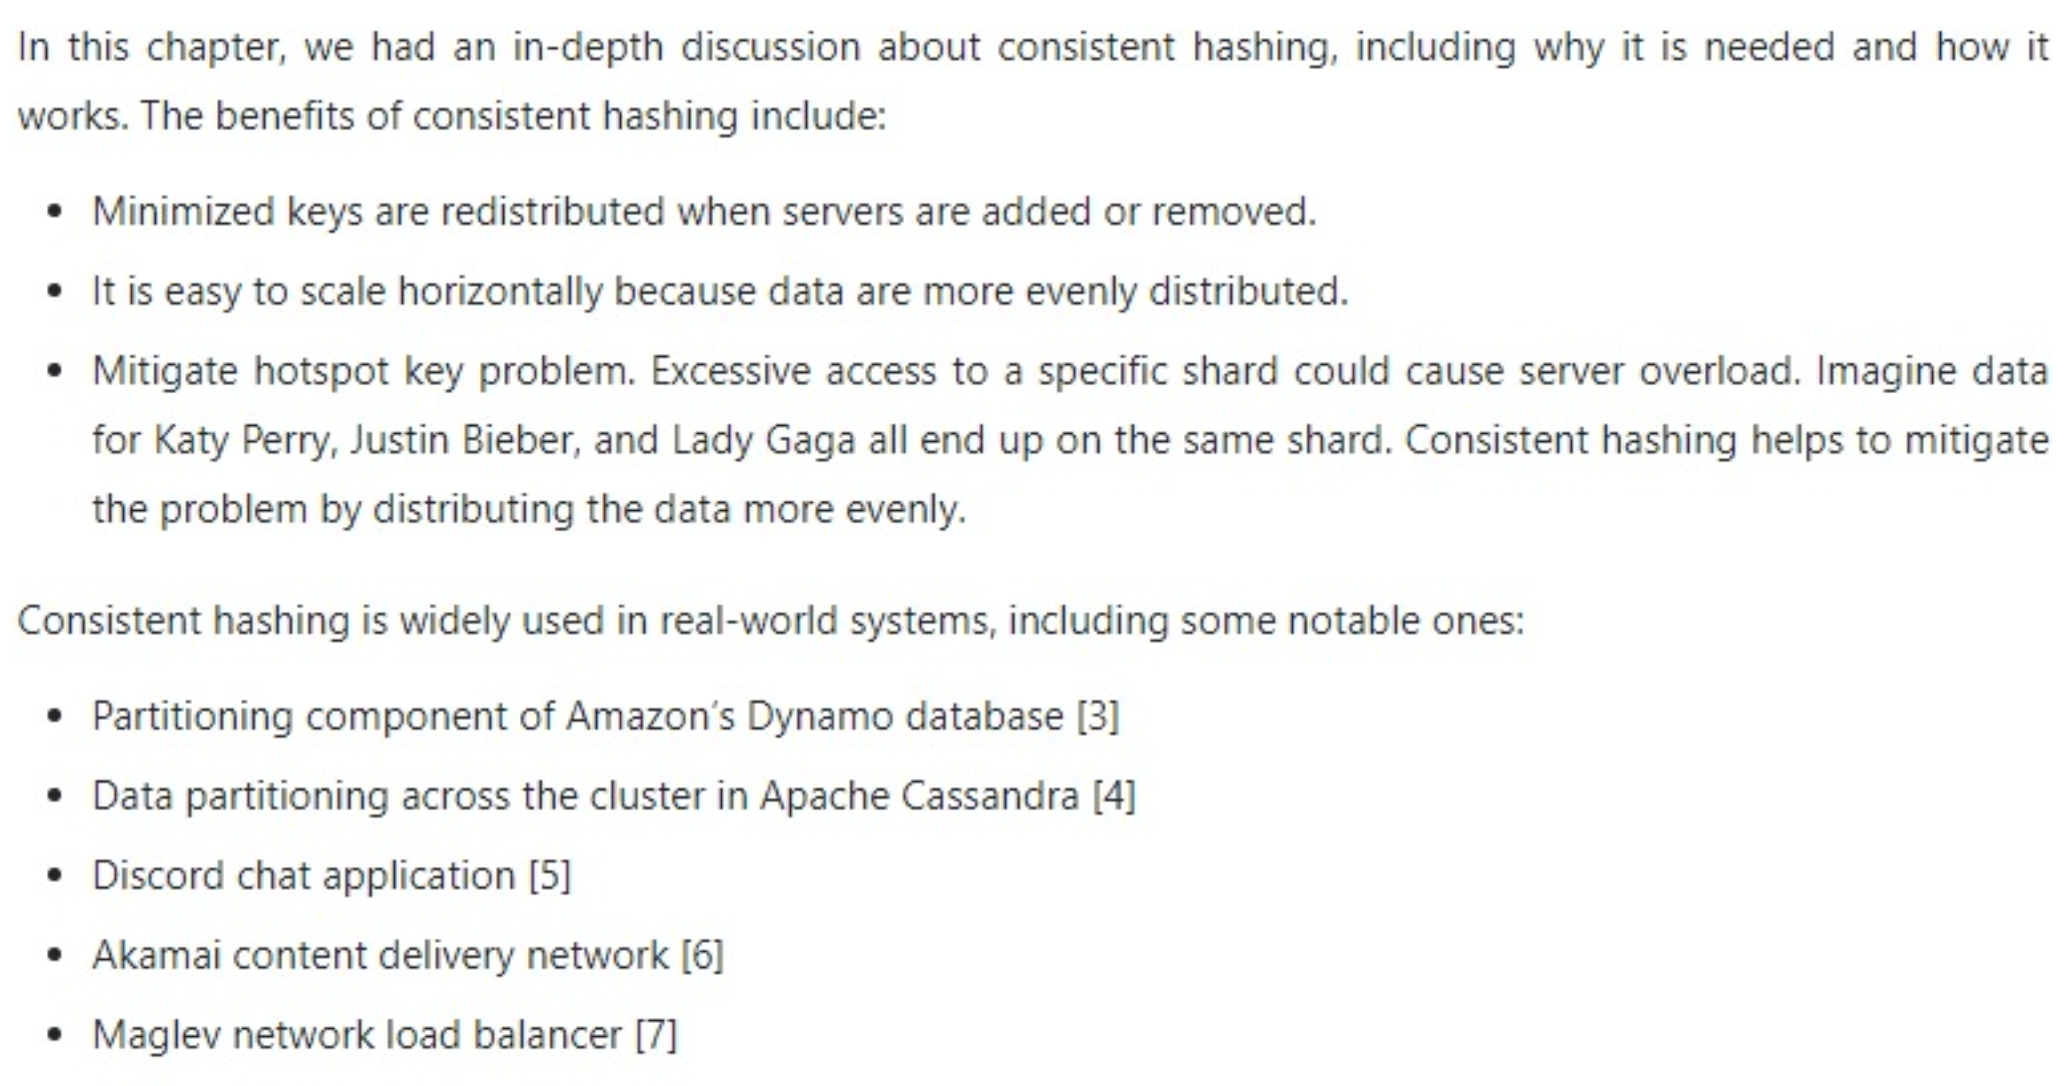 In this chapter, we had an in-depth discussion about consistent hashing, including why it is needed and how it
works. The benefits of consistent hashing include:
• Minimized keys are redistributed when servers are added or removed.
• It is easy to scale horizontally because data are more evenly distributed.
• Mitigate hotspot key problem. Excessive access to a specific shard could cause server overload. Imagine data
for Katy Perry, Justin Bieber, and Lady Gaga all end up on the same shard. Consistent hashing helps to mitigate
the problem by distributing the data more evenly.
Consistent hashing is widely used in real-world systems, including some notable ones:
• Partitioning component of Amazon’s Dynamo database [3]
• Data partitioning across the cluster in Apache Cassandra [4]
• Discord chat application [5]
• Akamai content delivery network [6]
• Maglev network load balancer [7]